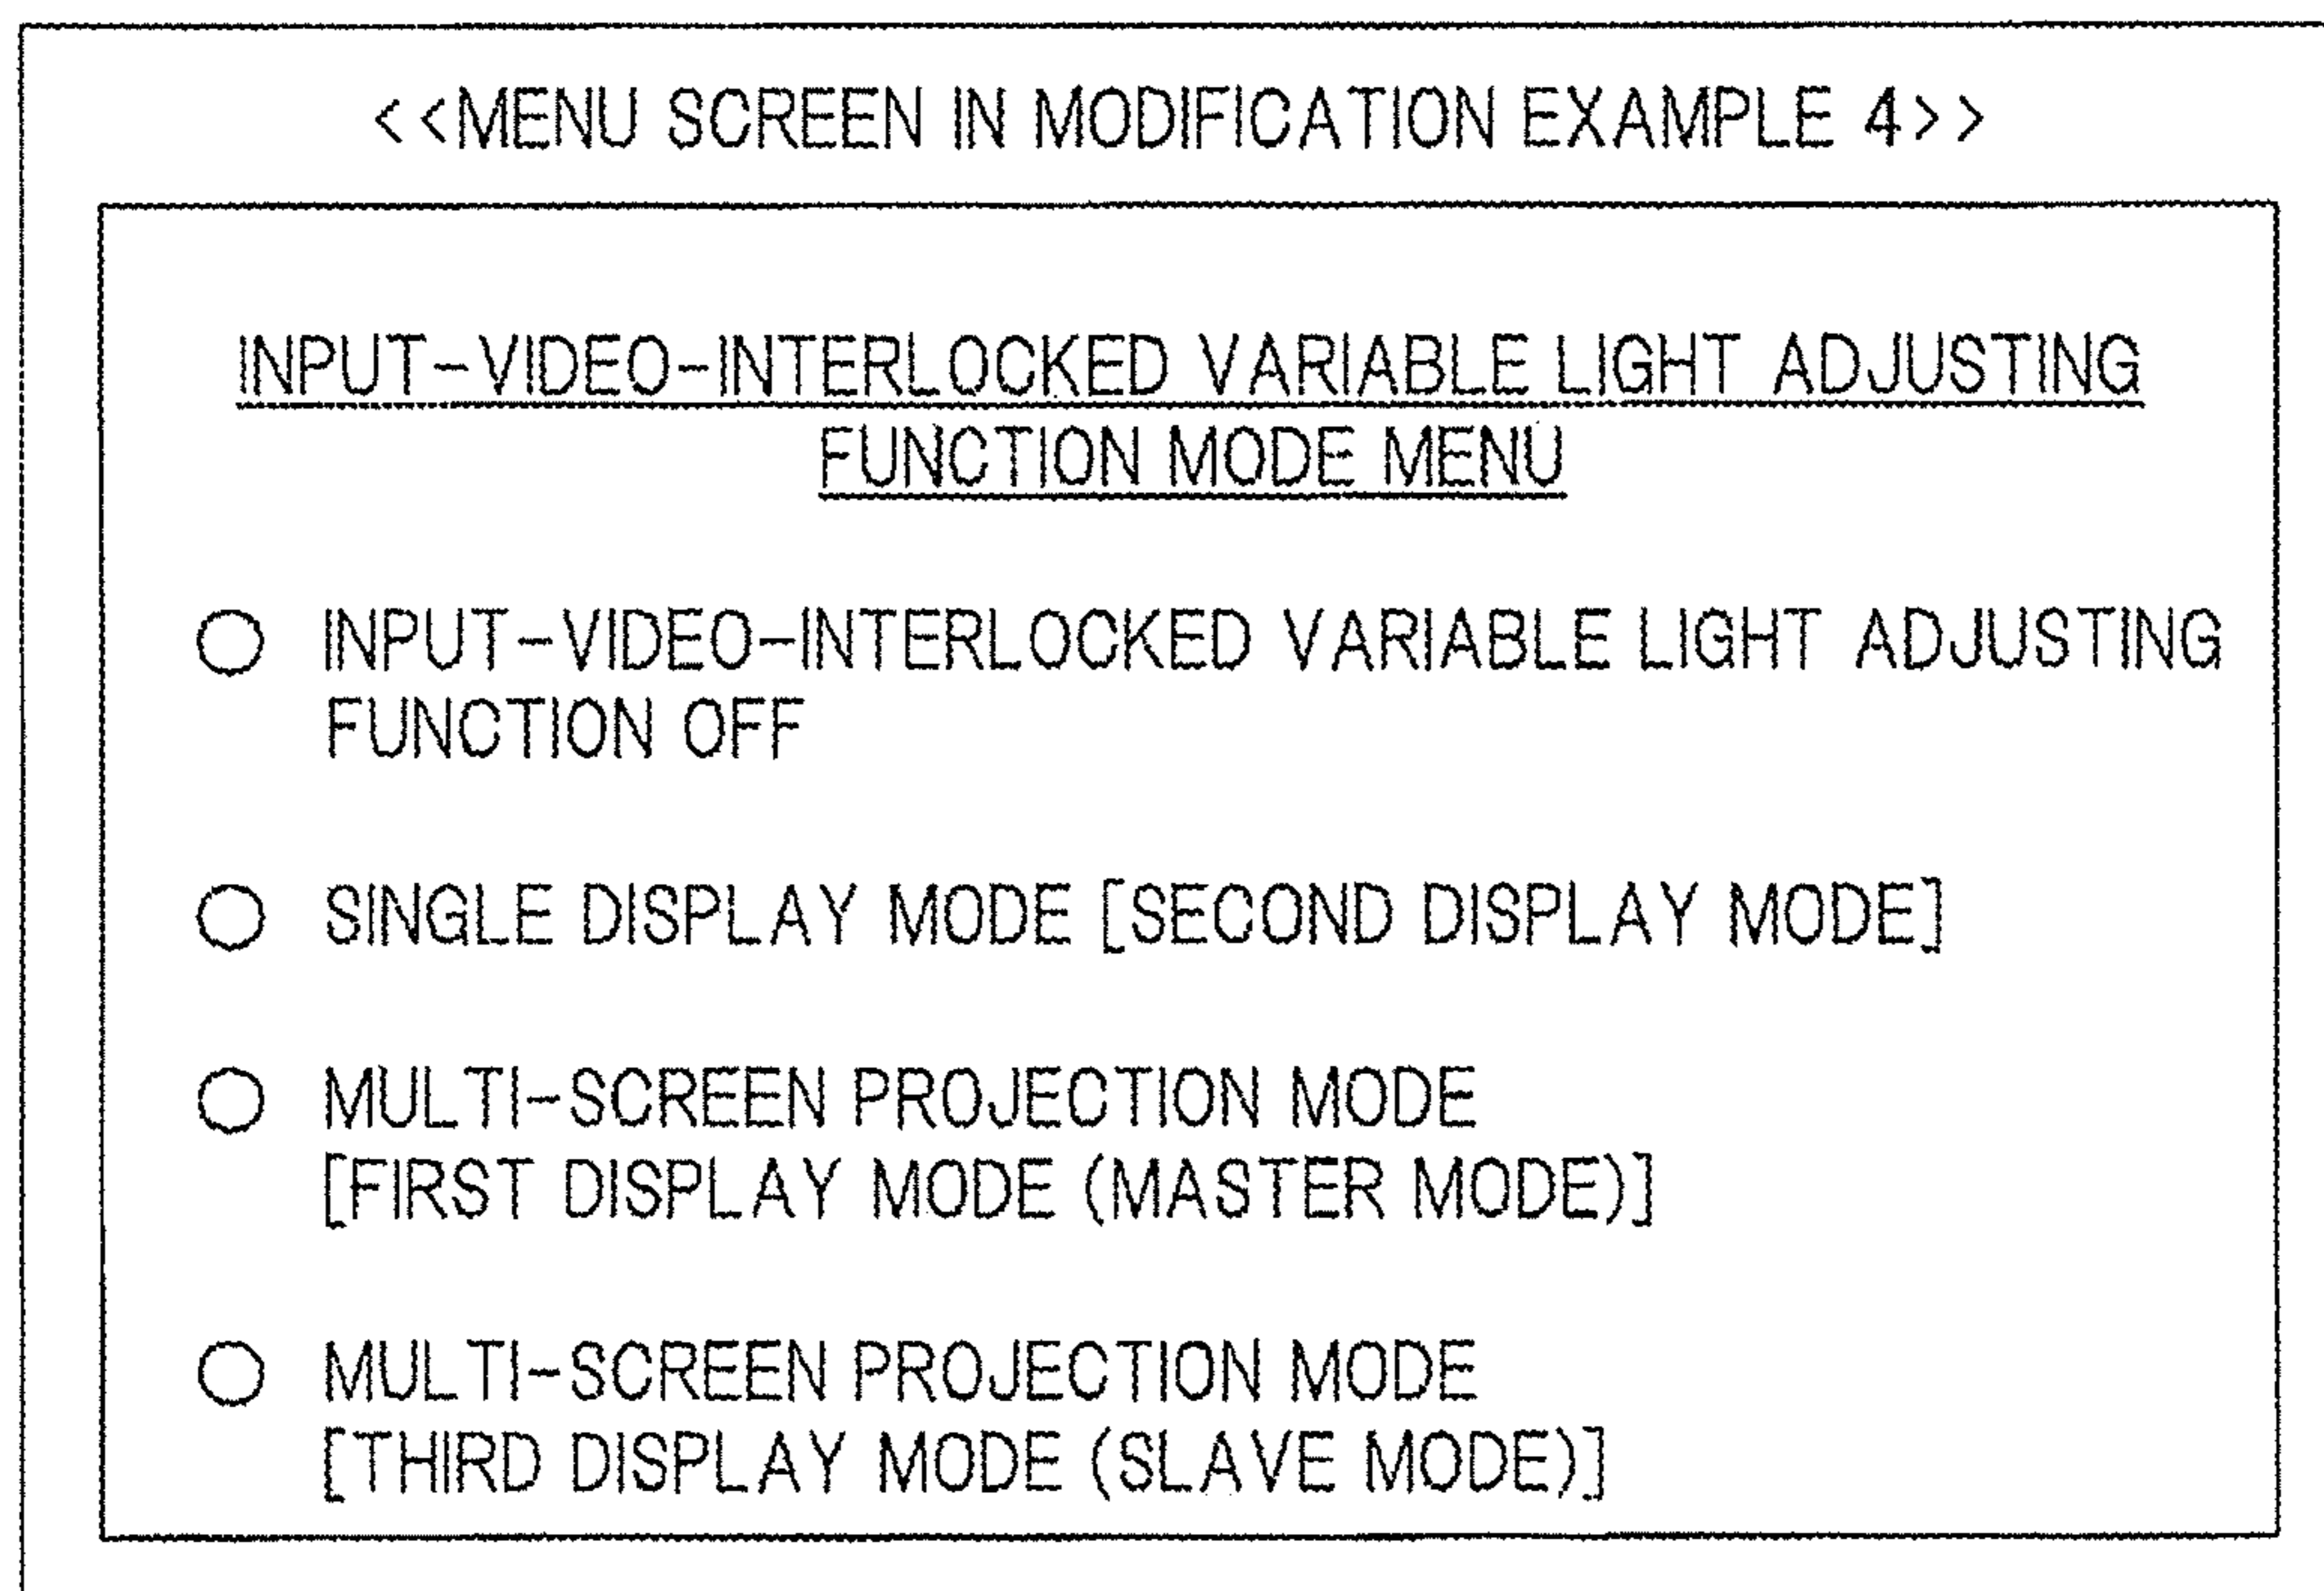 <<MENU SCREEN IN MODIFICATION EXAMPLE 4>>
INPUT-VIDEO-INTERLOCKED VARIABLE LIGHT ADJUSTING
FUNCTION MODE MENU
INPUT-VIDEO-INTERLOCKED VARIABLE LIGHT ADJUSTING
FUNCTION OFF
SINGLE DISPLAY MODE [SECOND DISPLAY MODE]
MULTI-SCREEN PROJECTION MODE
[FIRST DISPLAY MODE (MASTER MODE)]
MULTI-SCREEN PROJECTION MODE
[THIRD DISPLAY MODE (SLAVE MODE)]